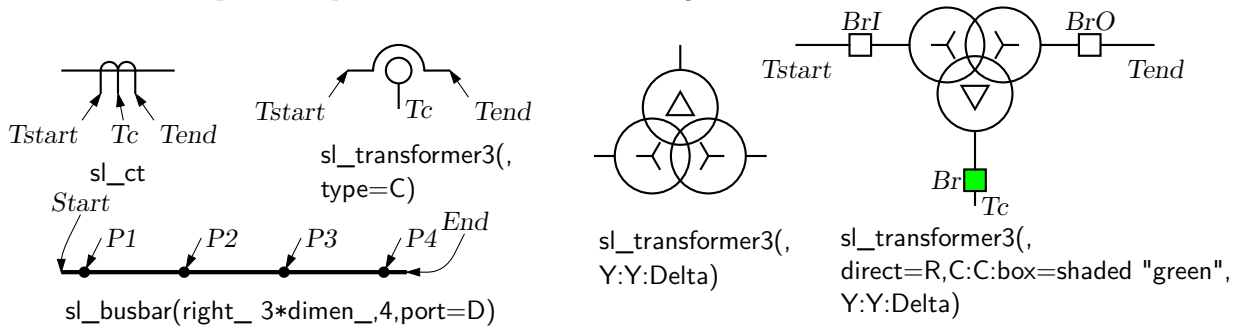 BrI
BrO
Tstart
Tend
Tstart
Tc
Tend
sl_ct
Tstart
Tc
Tend
sl_transformer3(,
type=C)
Start
P1
P2
P3
P4
End
sl_busbar(right_ 3*dimen_,4,port=D)
sl_transformer3(,
Y:Y:Delta)
Br
Tc
sl_transformer3(,
direct=R,C:C:box=shaded "green",
Y:Y:Delta)